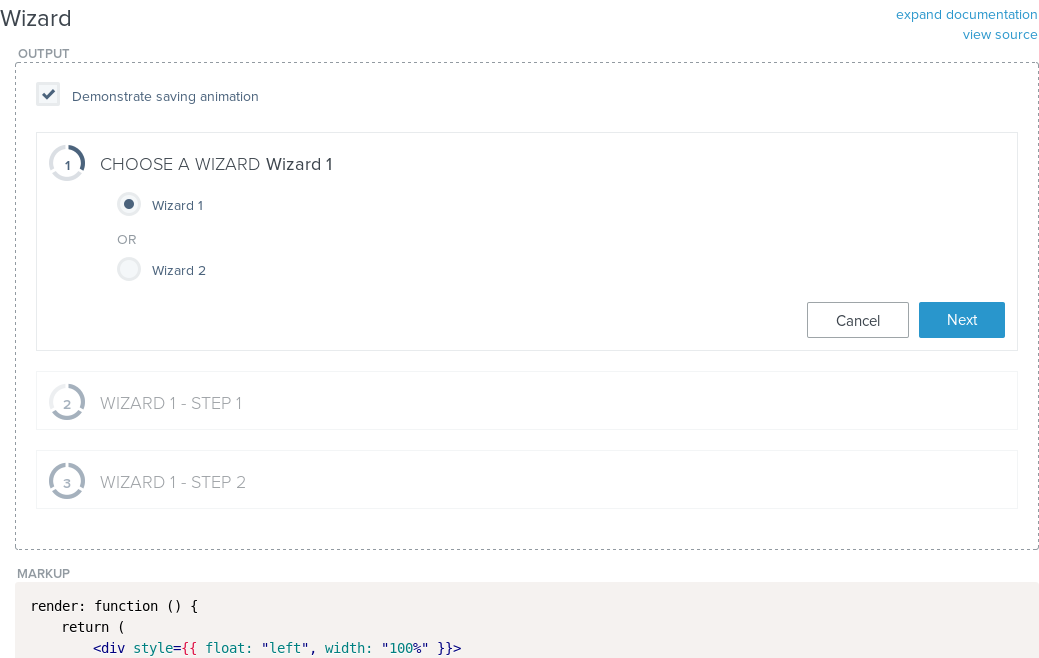 Wizard
expand documentation
view source
OUTPUT
Demonstrate saving animation
1 CHOOSE A WIZARD Wizard 1
Wizard 1
OR
Wizard 2
Cancel Next
2 WIZARD 1 - STEP 1
3 WIZARD 1 - STEP 2
MARKUP
render: function () {
    return (
        <div style={{ float: "left", width: "100%" }}>